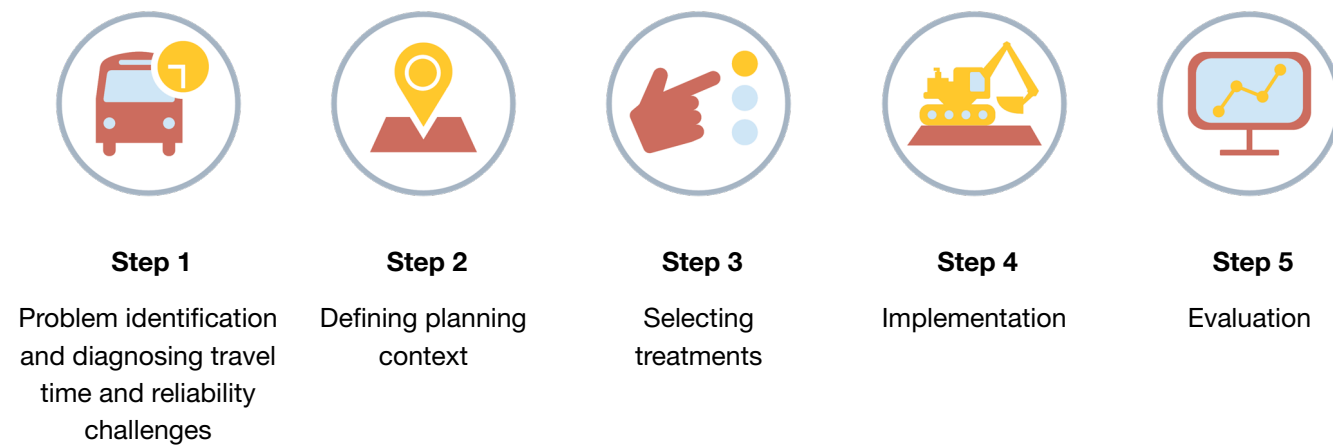 Step 1
Problem identification
and diagnosing travel
time and reliability
challenges
Step 2
Defining planning
context
Step 3
Selecting
treatments
Step 4
Implementation
Step 5
Evaluation